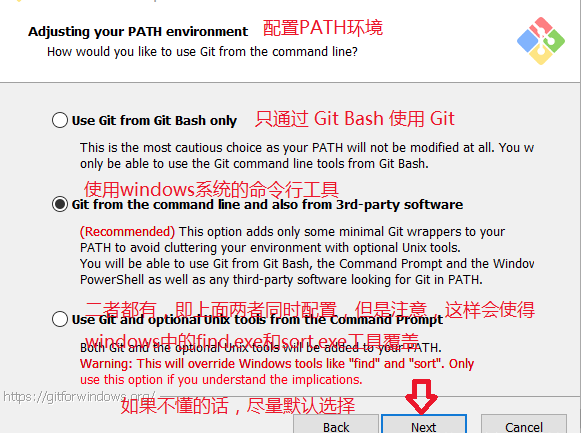 Adjusting your PATH environment 配置PATH环境
How would you like to use Git from the command line?
Use Git from Git Bash only 只通过 Git Bash 使用 Git
This is the most cautious choice as your PATH will not be modified at all. You w
only be able to use the Git command line tools from Git Bash.
使用windows系统的命令行工具
Git from the command line and also from 3rd-party software
(Recommended) This option adds only some minimal Git wrappers to your
PATH to avoid cluttering your environment with optional Unix tools.
You will be able to use Git from Git Bash, the Command Prompt and the Window
PowerShell as well as any third-party software looking for Git in PATH.
二者都有，即上面两者同时配置，但是注意，这样会使得
Use Git and optional Unix tools from the Command Prompt
windows中的find.exe和sort.exe工具覆盖
Both Git and the optional Unix tools will be added to your PATH.
Warning: This will override Windows tools like "find" and "sort". Only
use this option if you understand the implications.
https://gitforwindows.org/
如果不懂的话，尽量默认选择
Back Next Cancel